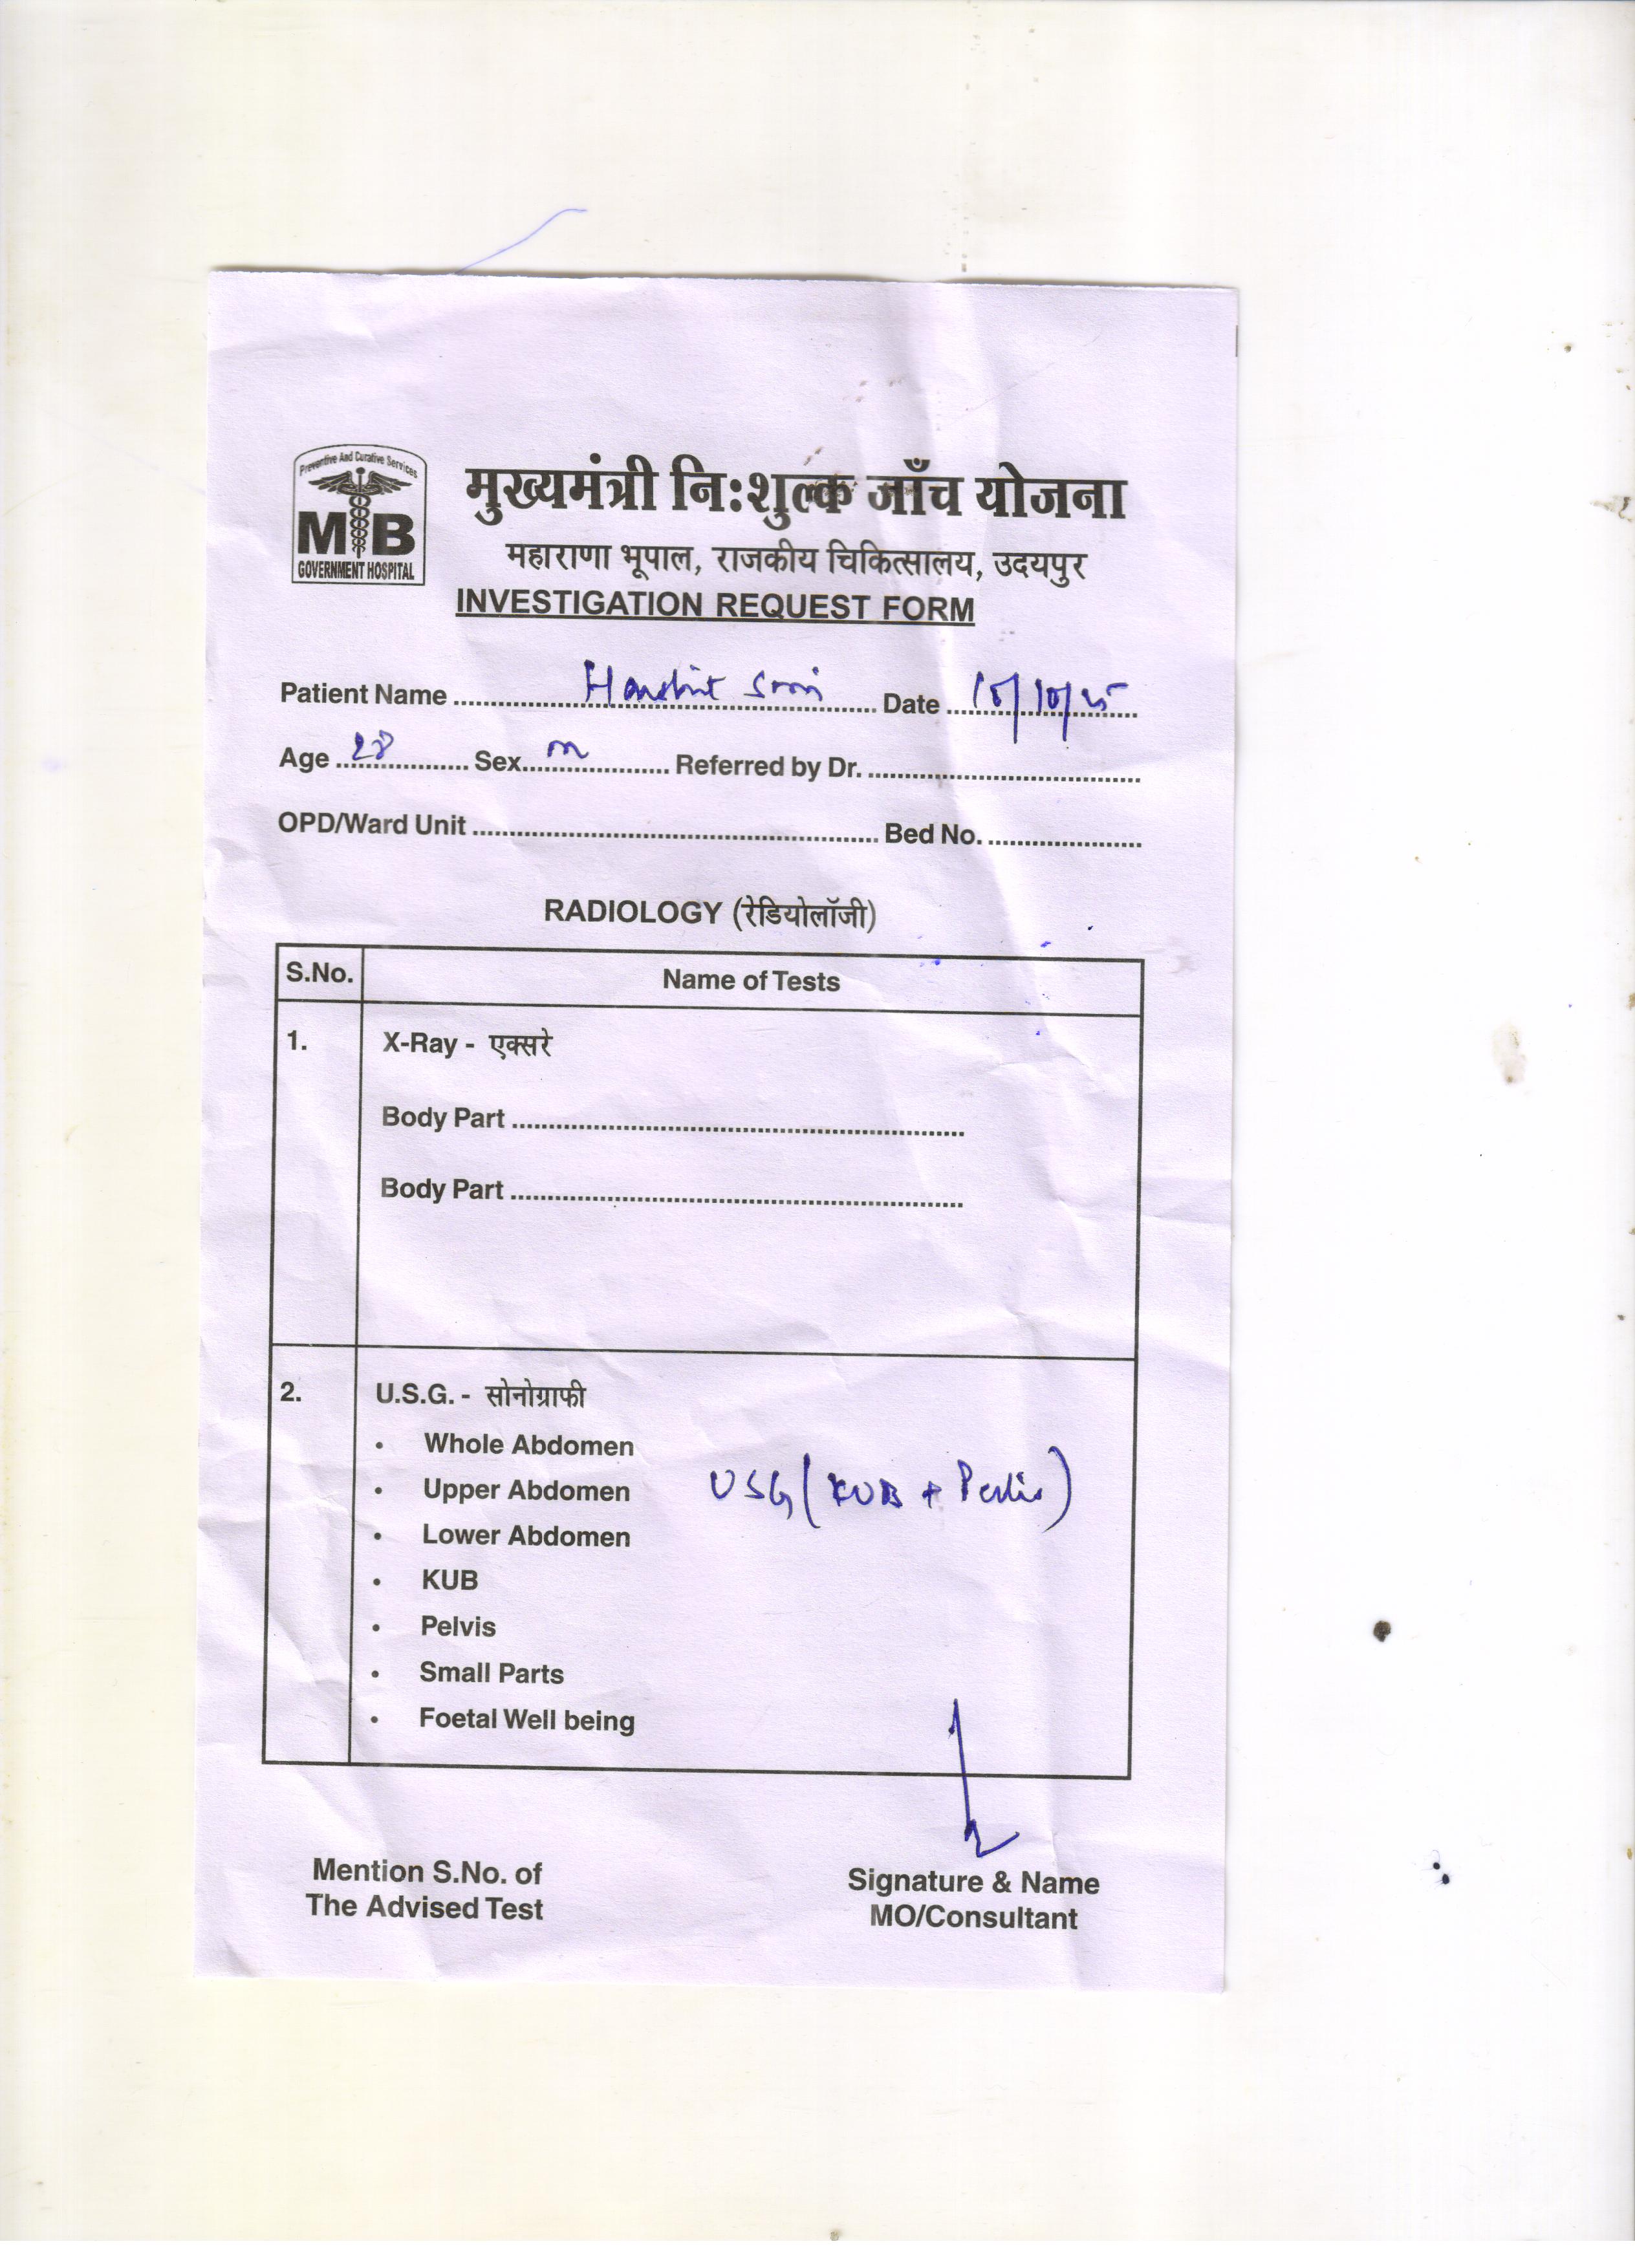 Preventive And Curative Services
MB
GOVERNMENT HOSPITAL
मुख्यमंत्री नि:शुल्क जाँच योजना
महाराणा भूपाल, राजकीय चिकित्सालय, उदयपुर
INVESTIGATION REQUEST FORM
Patient Name ........ Harshit Soni ........ Date ........
Age .. 28 ........ Sex.. m ........ Referred by Dr. ........
OPD/Ward Unit ........ Bed No. ........
RADIOLOGY (रेडियोलॉजी)
S.No. Name of Tests
1. X-Ray - एक्सरे
Body Part ........
Body Part ........
2. U.S.G. - सोनोग्राफी
• Whole Abdomen
• Upper Abdomen USG (KUB + Pelvis)
• Lower Abdomen
• KUB
• Pelvis
• Small Parts
• Foetal Well being
Mention S.No. of
The Advised Test
Signature & Name
MO/Consultant